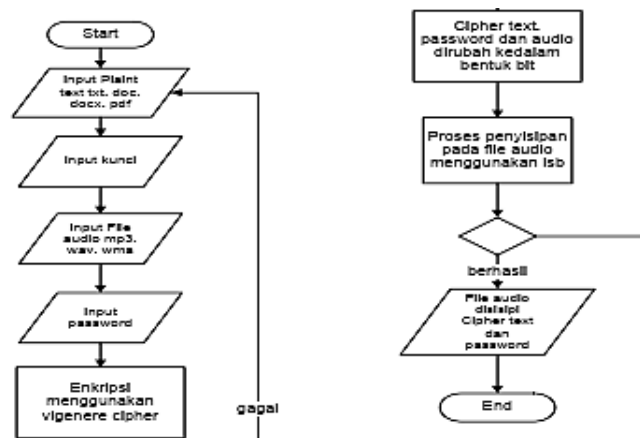 Start
Input Plaint
text txt. doc.
docx. pdf
Input kunci
Input File
audio mp3.
wav. wma
Input
password
Enkripsi
menggunakan
vigenere cipher
gagal
Cipher text.
password dan audio
dirubah kedalam
bentuk bit
Proses penyisipan
pada file audio
menggunakan lsb
berhasil
File audio
disisipi
Cipher text
dan
password
End